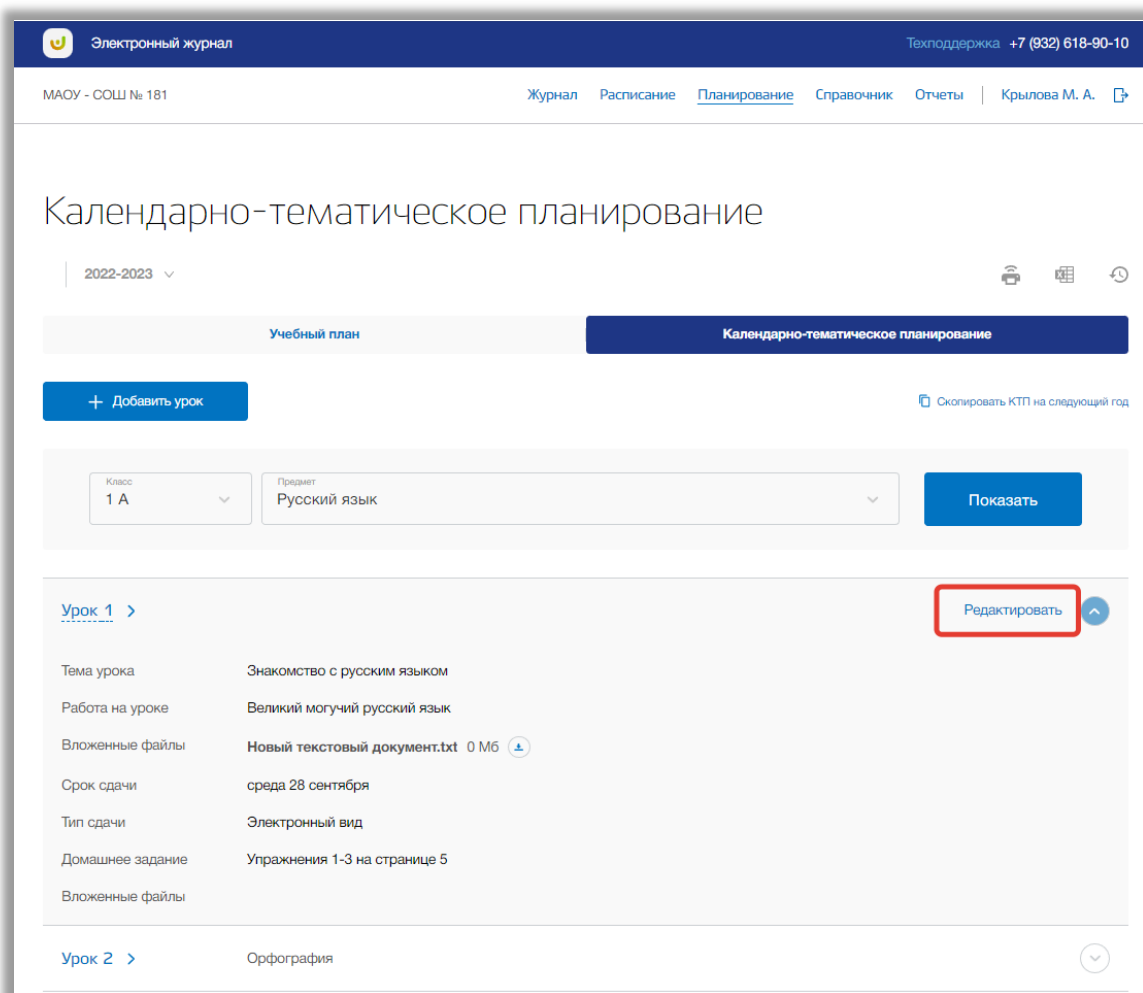 Электронный журнал Техподдержка +7 (932) 618-90-10
МАОУ - СОШ № 181 Журнал Расписание Планирование Справочник Отчеты Крылова М. А.
Календарно-тематическое планирование
2022-2023
Учебный план Календарно-тематическое планирование
+ Добавить урок Скопировать КТП на следующий год
Класс Предмет
1 А Русский язык Показать
Урок 1 Редактировать
Тема урока Знакомство с русским языком
Работа на уроке Великий могучий русский язык
Вложенные файлы Новый текстовый документ.txt 0 Мб
Срок сдачи среда 28 сентября
Тип сдачи Электронный вид
Домашнее задание Упражнения 1-3 на странице 5
Вложенные файлы
Урок 2 Орфография